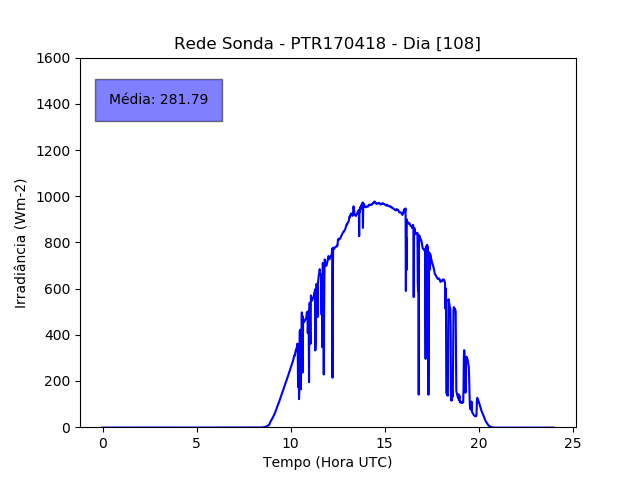 Rede Sonda - PTR170418 - Dia [108]
Média: 281.79
Irradiância (Wm-2)
1600
1400
1200
1000
800
600
400
200
0
0 5 10 15 20 25
Tempo (Hora UTC)